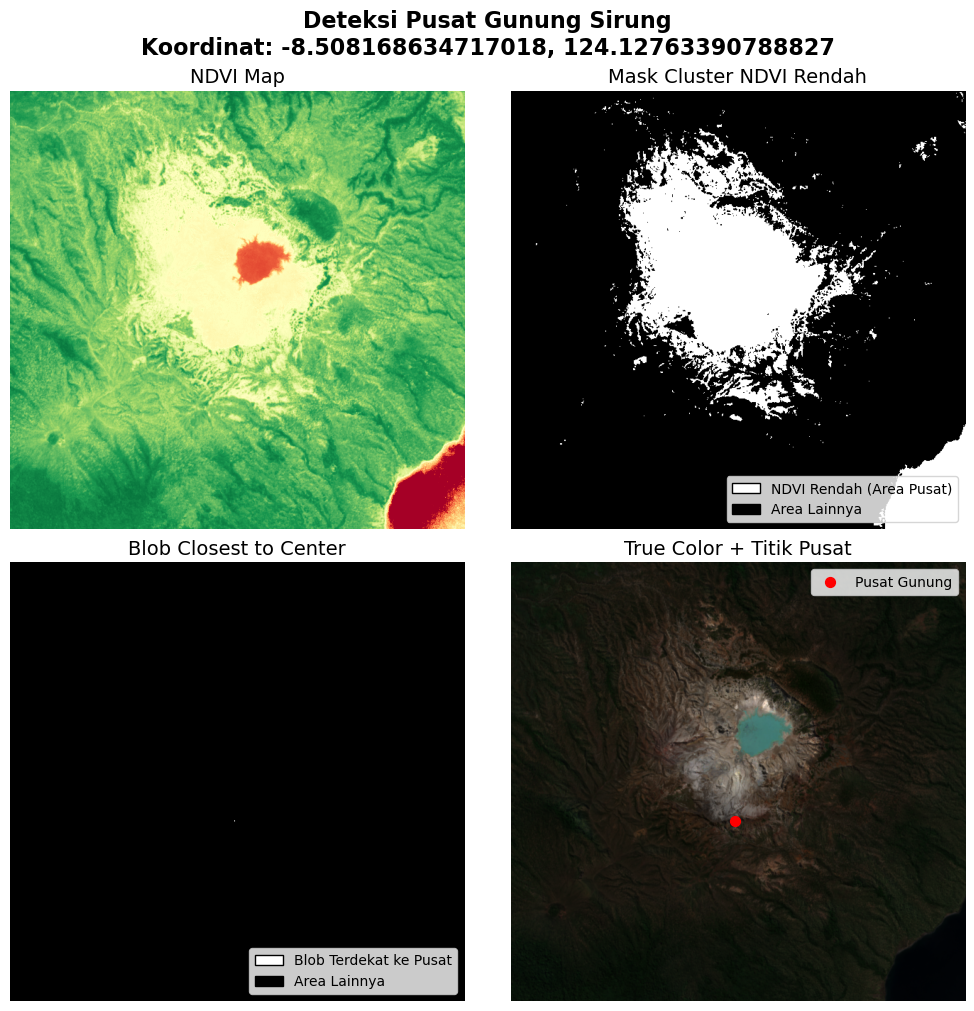 Deteksi Pusat Gunung Sirung
Koordinat: -8.508168634717018, 124.12763390788827
NDVI Map
Mask Cluster NDVI Rendah
NDVI Rendah (Area Pusat)
Area Lainnya
Blob Closest to Center
True Color + Titik Pusat
Pusat Gunung
Blob Terdekat ke Pusat
Area Lainnya